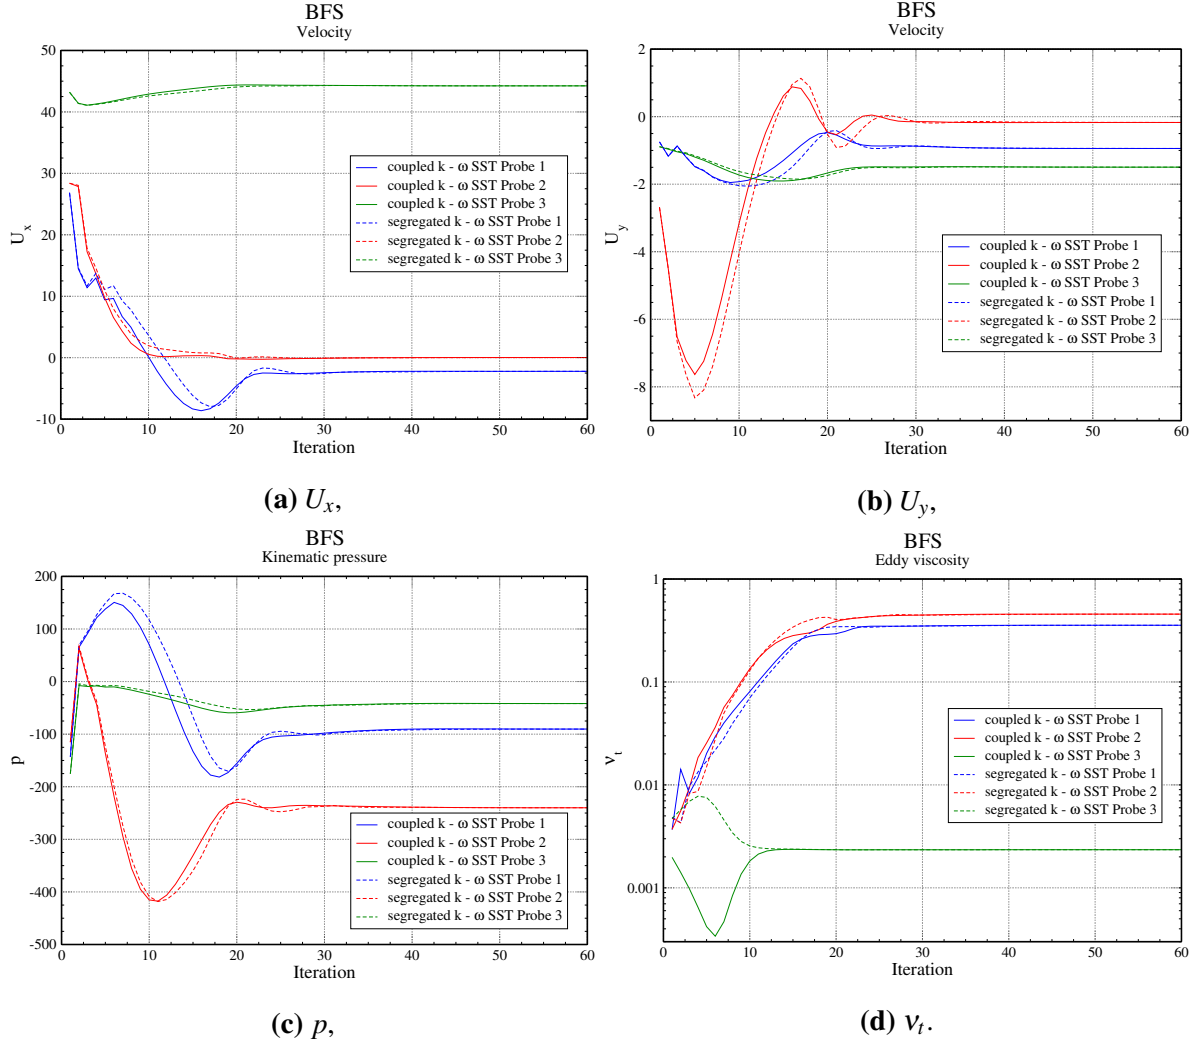 BFS
Velocity
50
40
30
20
10
0
-10
U_x
coupled k - ω SST Probe 1
coupled k - ω SST Probe 2
coupled k - ω SST Probe 3
segregated k - ω SST Probe 1
segregated k - ω SST Probe 2
segregated k - ω SST Probe 3
0 10 20 30 40 50 60
Iteration
(a) U_x,
BFS
Velocity
2
0
-2
-4
-6
-8
U_y
coupled k - ω SST Probe 1
coupled k - ω SST Probe 2
coupled k - ω SST Probe 3
segregated k - ω SST Probe 1
segregated k - ω SST Probe 2
segregated k - ω SST Probe 3
0 10 20 30 40 50 60
Iteration
(b) U_y,
BFS
Kinematic pressure
200
100
0
-100
-200
-300
-400
-500
p
coupled k - ω SST Probe 1
coupled k - ω SST Probe 2
coupled k - ω SST Probe 3
segregated k - ω SST Probe 1
segregated k - ω SST Probe 2
segregated k - ω SST Probe 3
0 10 20 30 40 50 60
Iteration
(c) p,
BFS
Eddy viscosity
1
0.1
0.01
0.001
ν_t
coupled k - ω SST Probe 1
coupled k - ω SST Probe 2
coupled k - ω SST Probe 3
segregated k - ω SST Probe 1
segregated k - ω SST Probe 2
segregated k - ω SST Probe 3
0 10 20 30 40 50 60
Iteration
(d) ν_t.